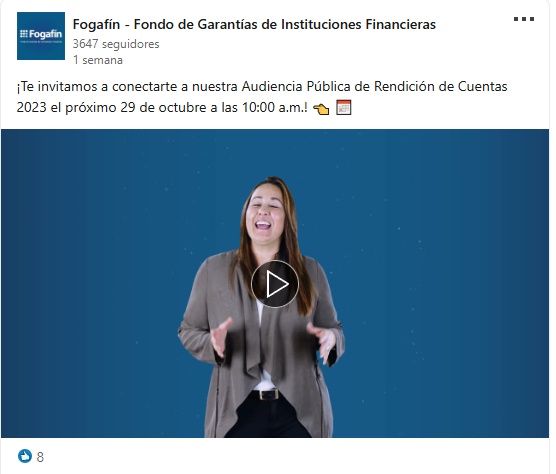 Fogafín
Fogafín - Fondo de Garantías de Instituciones Financieras
3647 seguidores
1 semana
¡Te invitamos a conectarte a nuestra Audiencia Pública de Rendición de Cuentas
2023 el próximo 29 de octubre a las 10:00 a.m.! 👈 📅
8